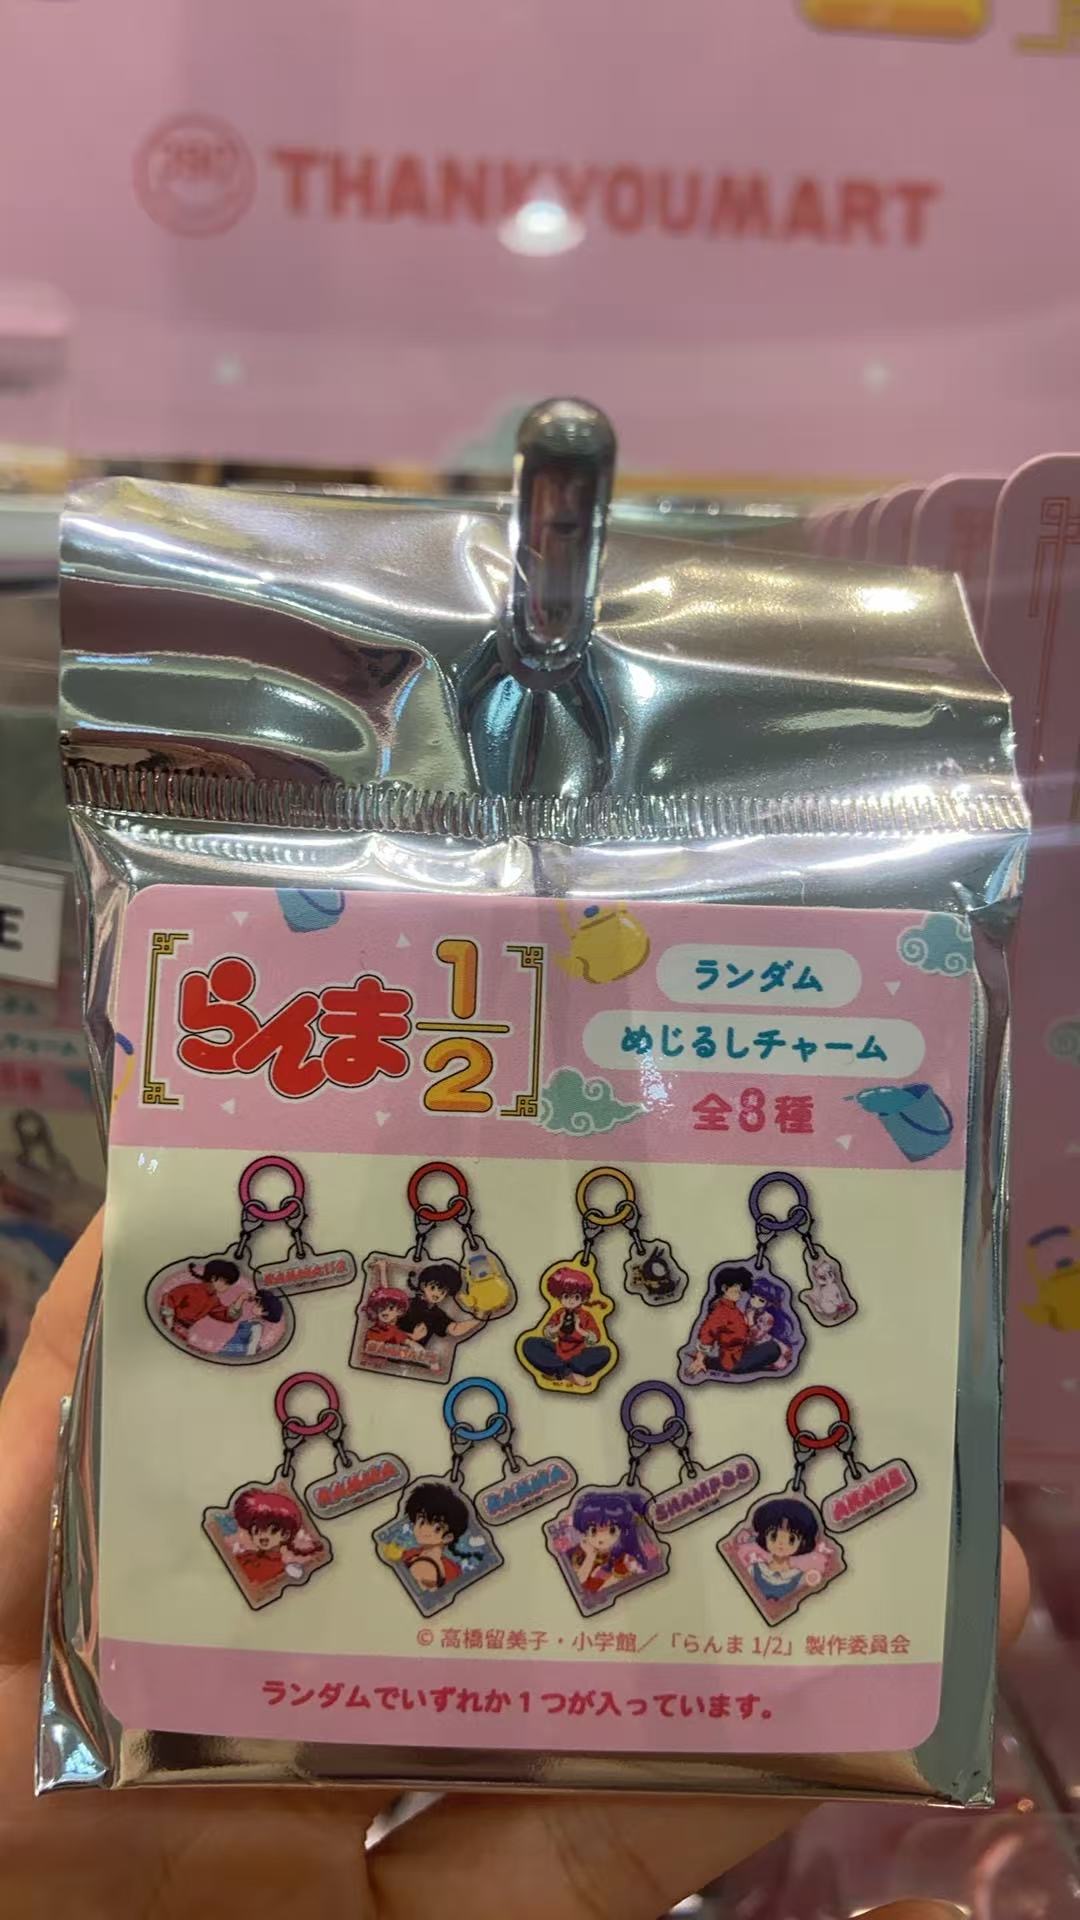 THANKYOUMART
E
らんま1/2
ランダム
めじるしチャーム
全8種
RANMA1/2
RANMA
RANMA
SHAMPOO
AKANE
© 高橋留美子・小学館／「らんま 1/2」製作委員会
ランダムでいずれか1つが入っています。